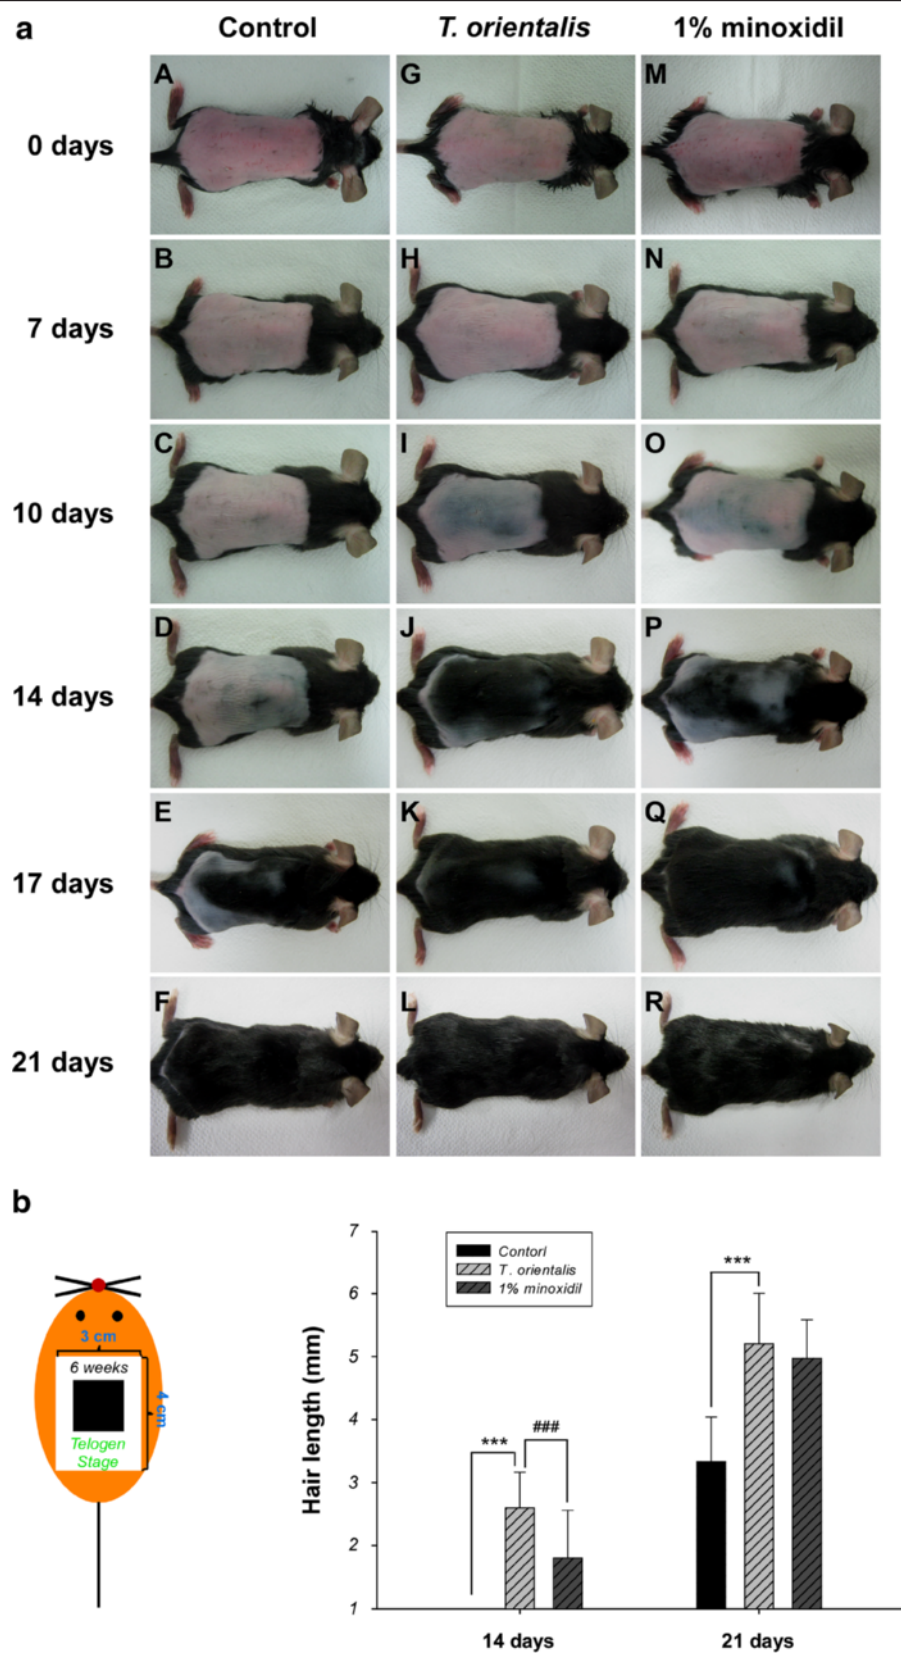 a
Control T. orientalis 1% minoxidil
0 days A G M
7 days B H N
10 days C I O
14 days D J P
17 days E K Q
21 days F L R
b
3 cm
6 weeks
4 cm
Telogen
Stage
Hair length (mm)
7
6
5
4
3
2
1
Contorl
T. orientalis
1% minoxidil
***
###
***
14 days 21 days